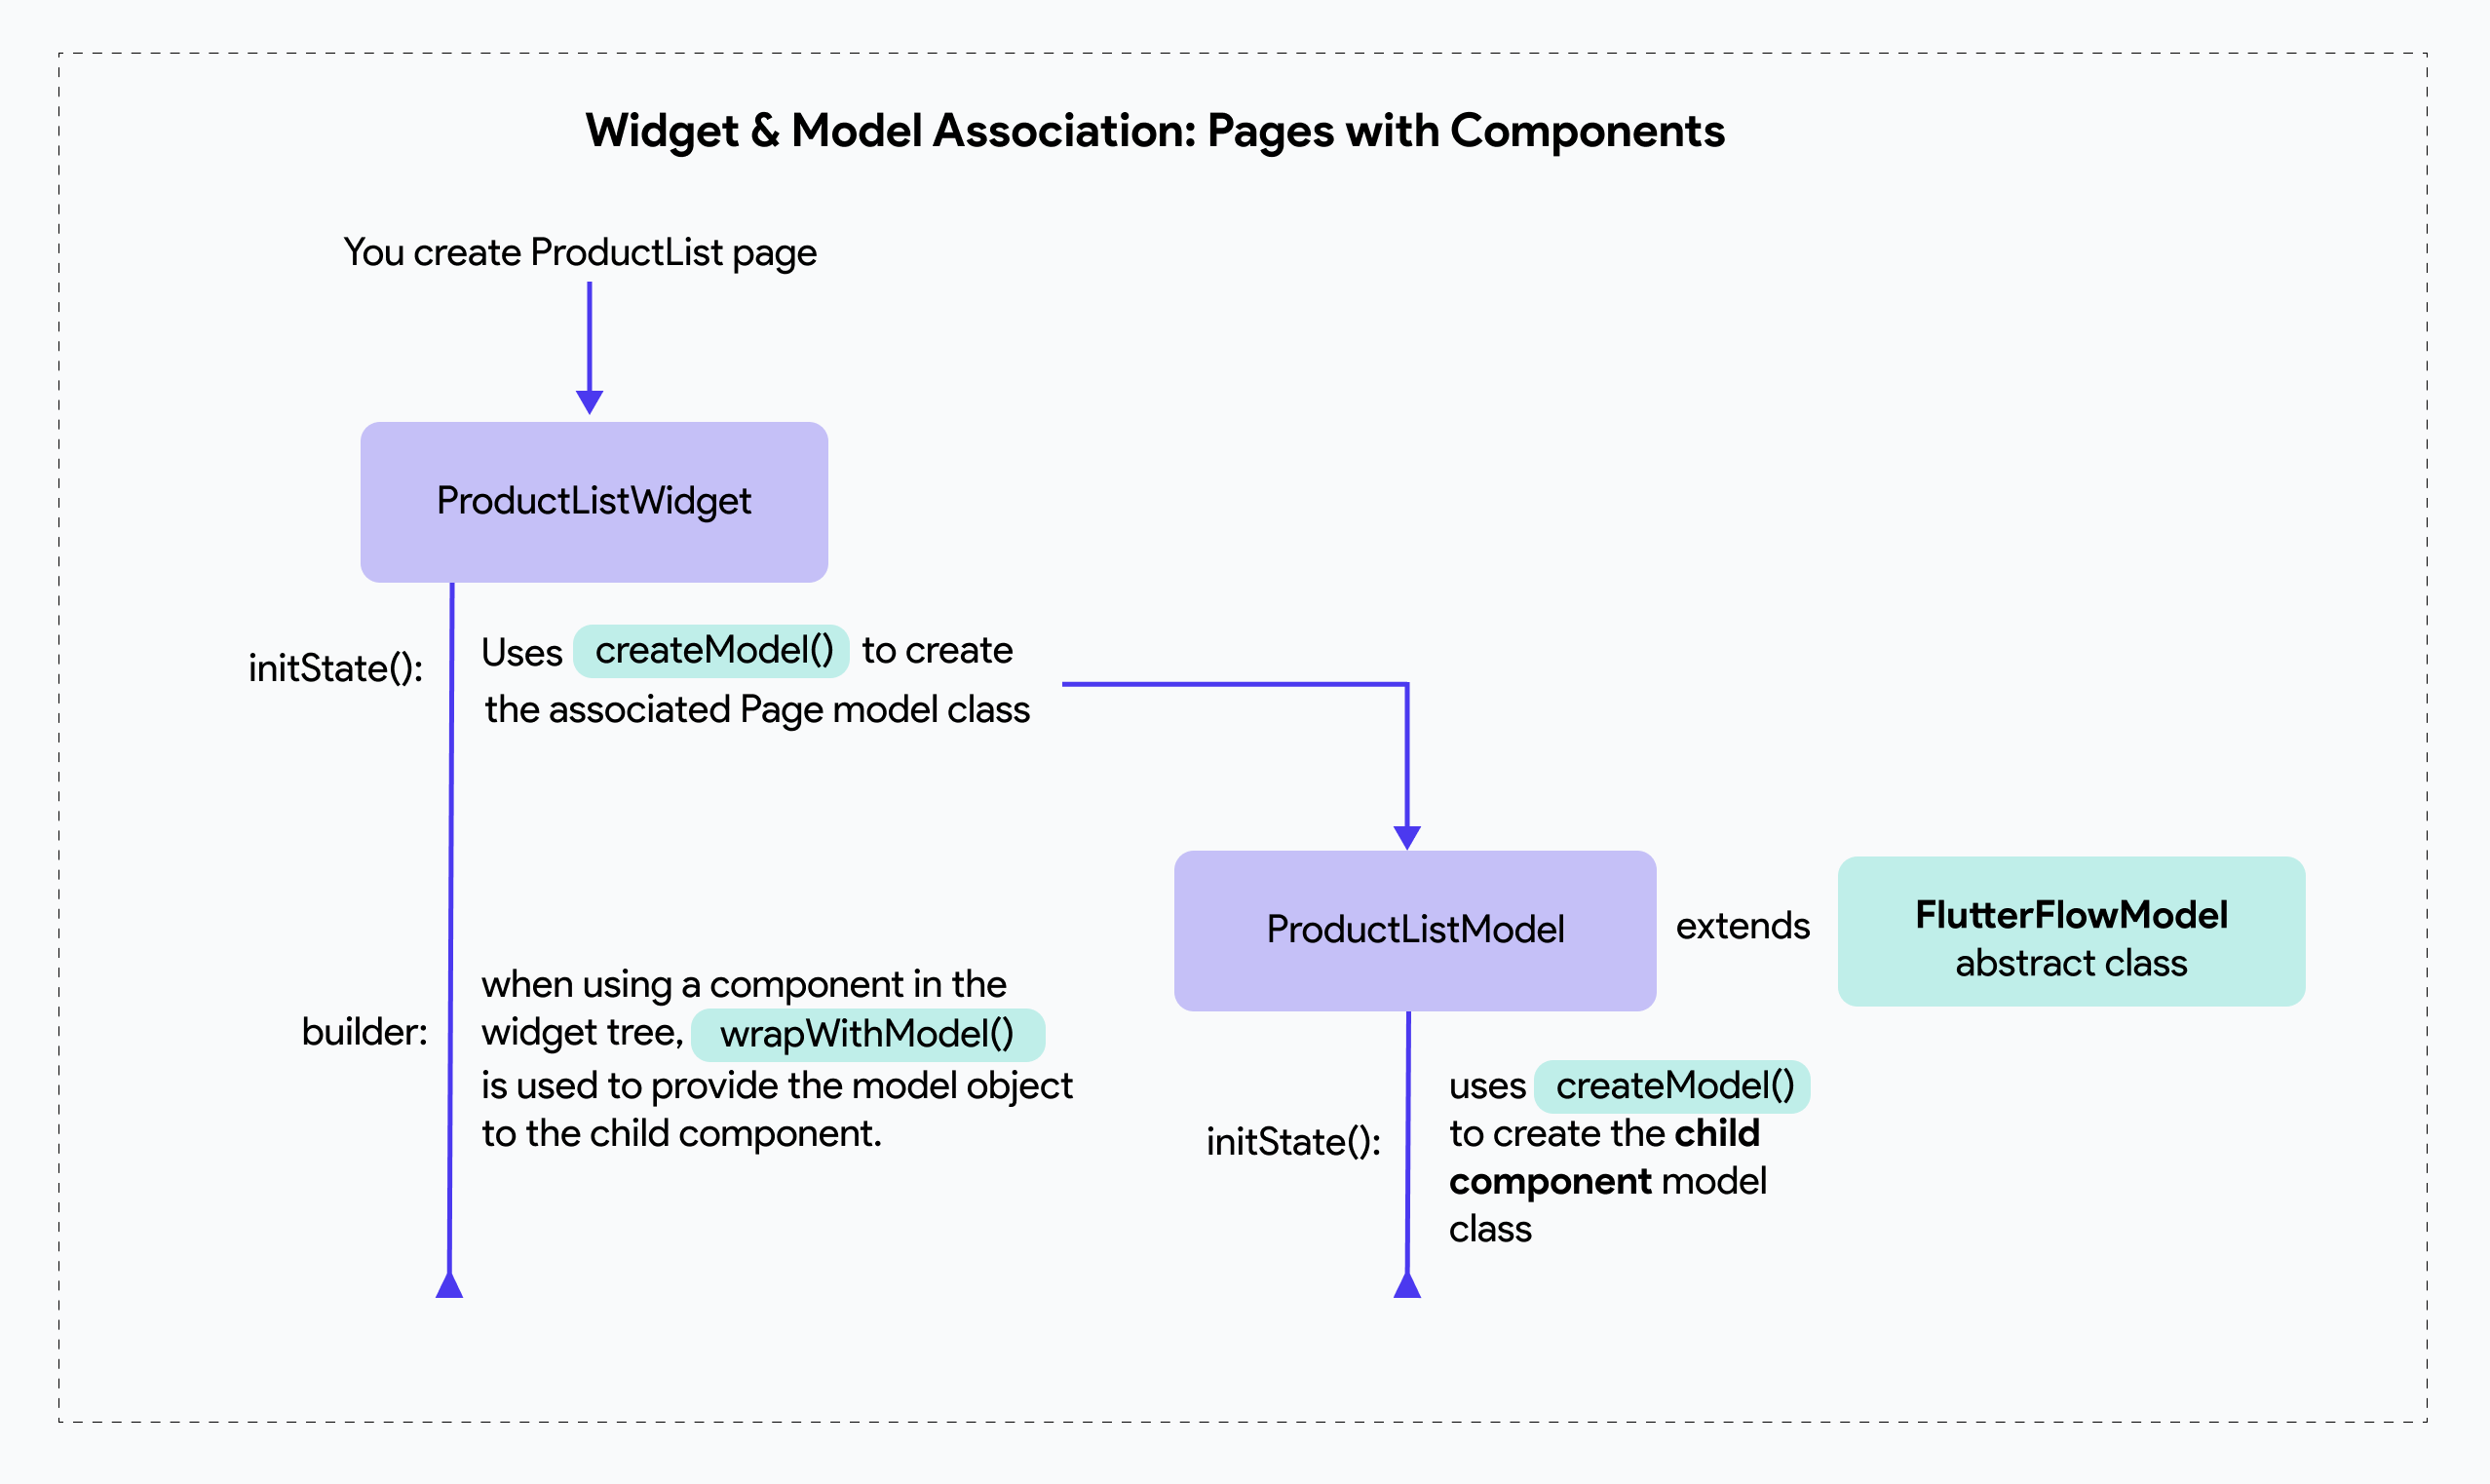 Widget & Model Association: Pages with Components
You create ProductList page
ProductListWidget
initState():
Uses createModel() to create
the associated Page model class
ProductListModel
extends
FlutterFlowModel
abstract class
builder:
when using a component in the
widget tree, wrapWithModel()
is used to provide the model object
to the child component.
initState():
uses createModel()
to create the child
component model
class